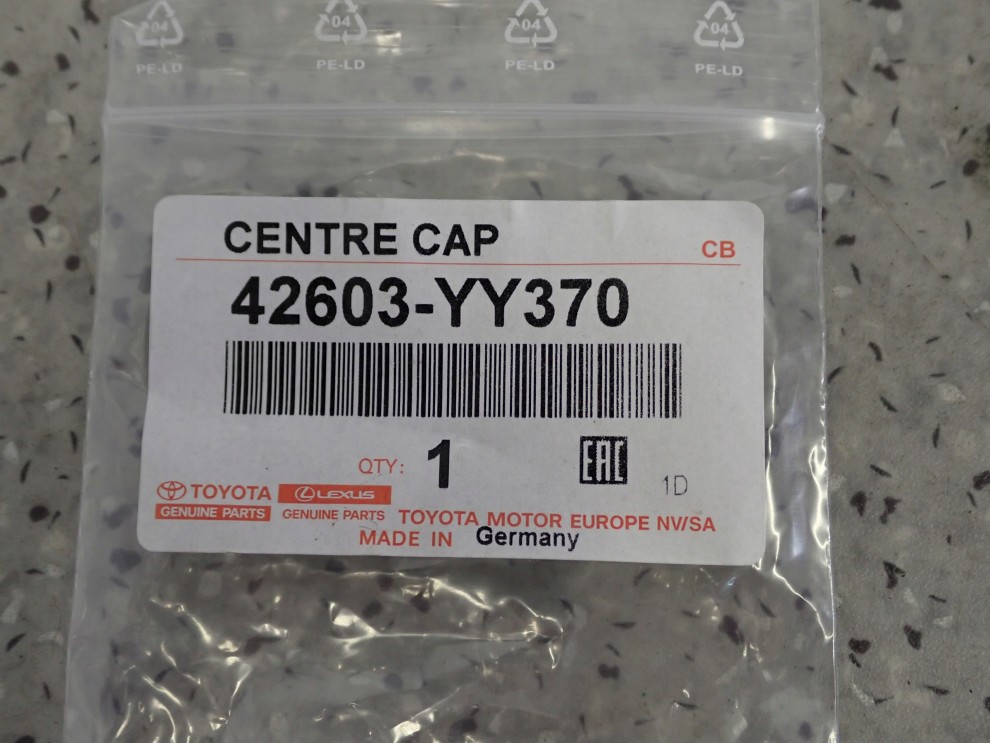 04 04 04 04
PE-LD PE-LD PE-LD PE-LD
CENTRE CAP
CB
42603-YY370
QTY: 1
EAC
1D
TOYOTA LEXUS
GENUINE PARTS GENUINE PARTS TOYOTA MOTOR EUROPE NV/SA
MADE IN Germany